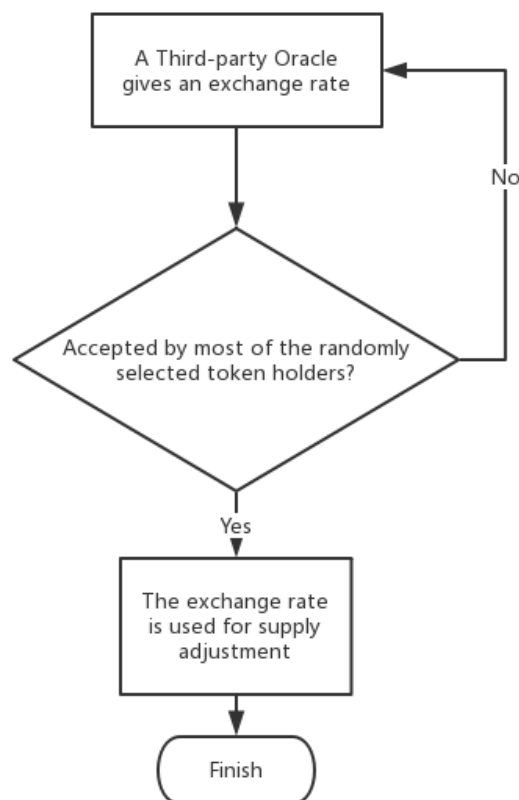 A Third-party Oracle
gives an exchange rate
No
Accepted by most of the randomly
selected token holders?
Yes
The exchange rate
is used for supply
adjustment
Finish